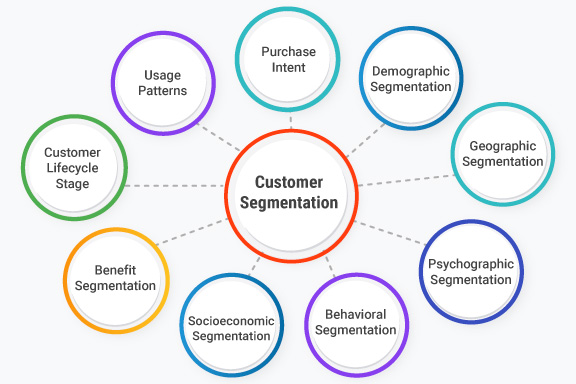 Purchase
Intent
Usage
Patterns
Demographic
Segmentation
Customer
Lifecycle
Stage
Geographic
Segmentation
Customer
Segmentation
Benefit
Segmentation
Psychographic
Segmentation
Socioeconomic
Segmentation
Behavioral
Segmentation